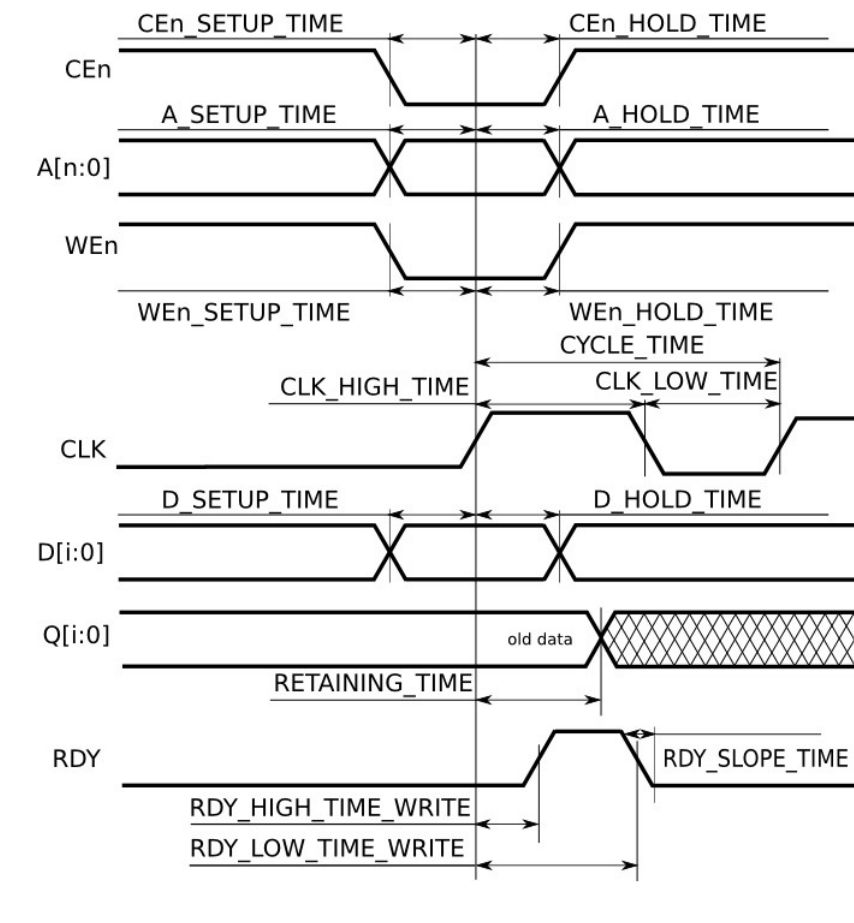 CEn_SETUP_TIME CEn_HOLD_TIME
CEn
A_SETUP_TIME A_HOLD_TIME
A[n:0]
WEn
WEn_SETUP_TIME WEn_HOLD_TIME
CYCLE_TIME
CLK_HIGH_TIME CLK_LOW_TIME
CLK
D_SETUP_TIME D_HOLD_TIME
D[i:0]
Q[i:0] old data
RETAINING_TIME
RDY RDY_SLOPE_TIME
RDY_HIGH_TIME_WRITE
RDY_LOW_TIME_WRITE